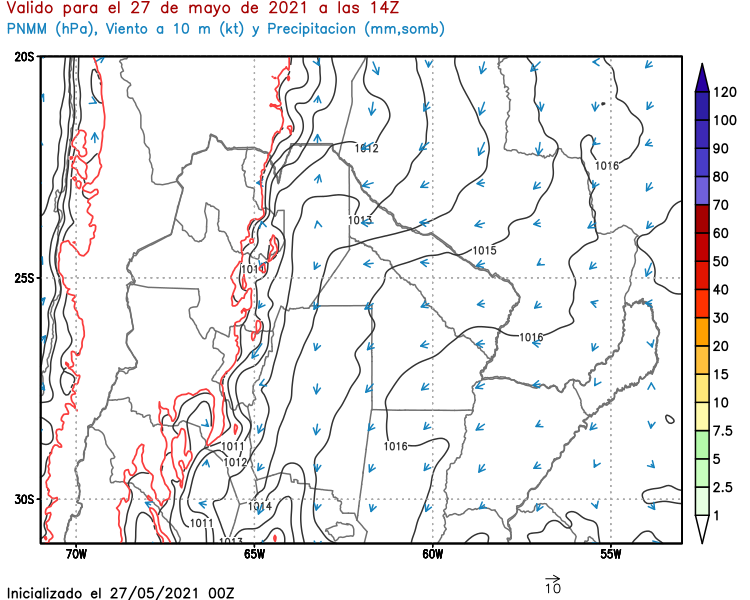 Valido para el 27 de mayo de 2021 a las 14Z
PNMM (hPa), Viento a 10 m (kt) y Precipitacion (mm,somb)
20S
25S
30S
70W
65W
60W
55W
1012
1016
1013
1015
1010
1016
1011
1012
1016
1014
1011
1013
120
100
90
80
70
60
50
40
30
20
15
10
7.5
5
2.5
1
Inicializado el 27/05/2021 00Z
10